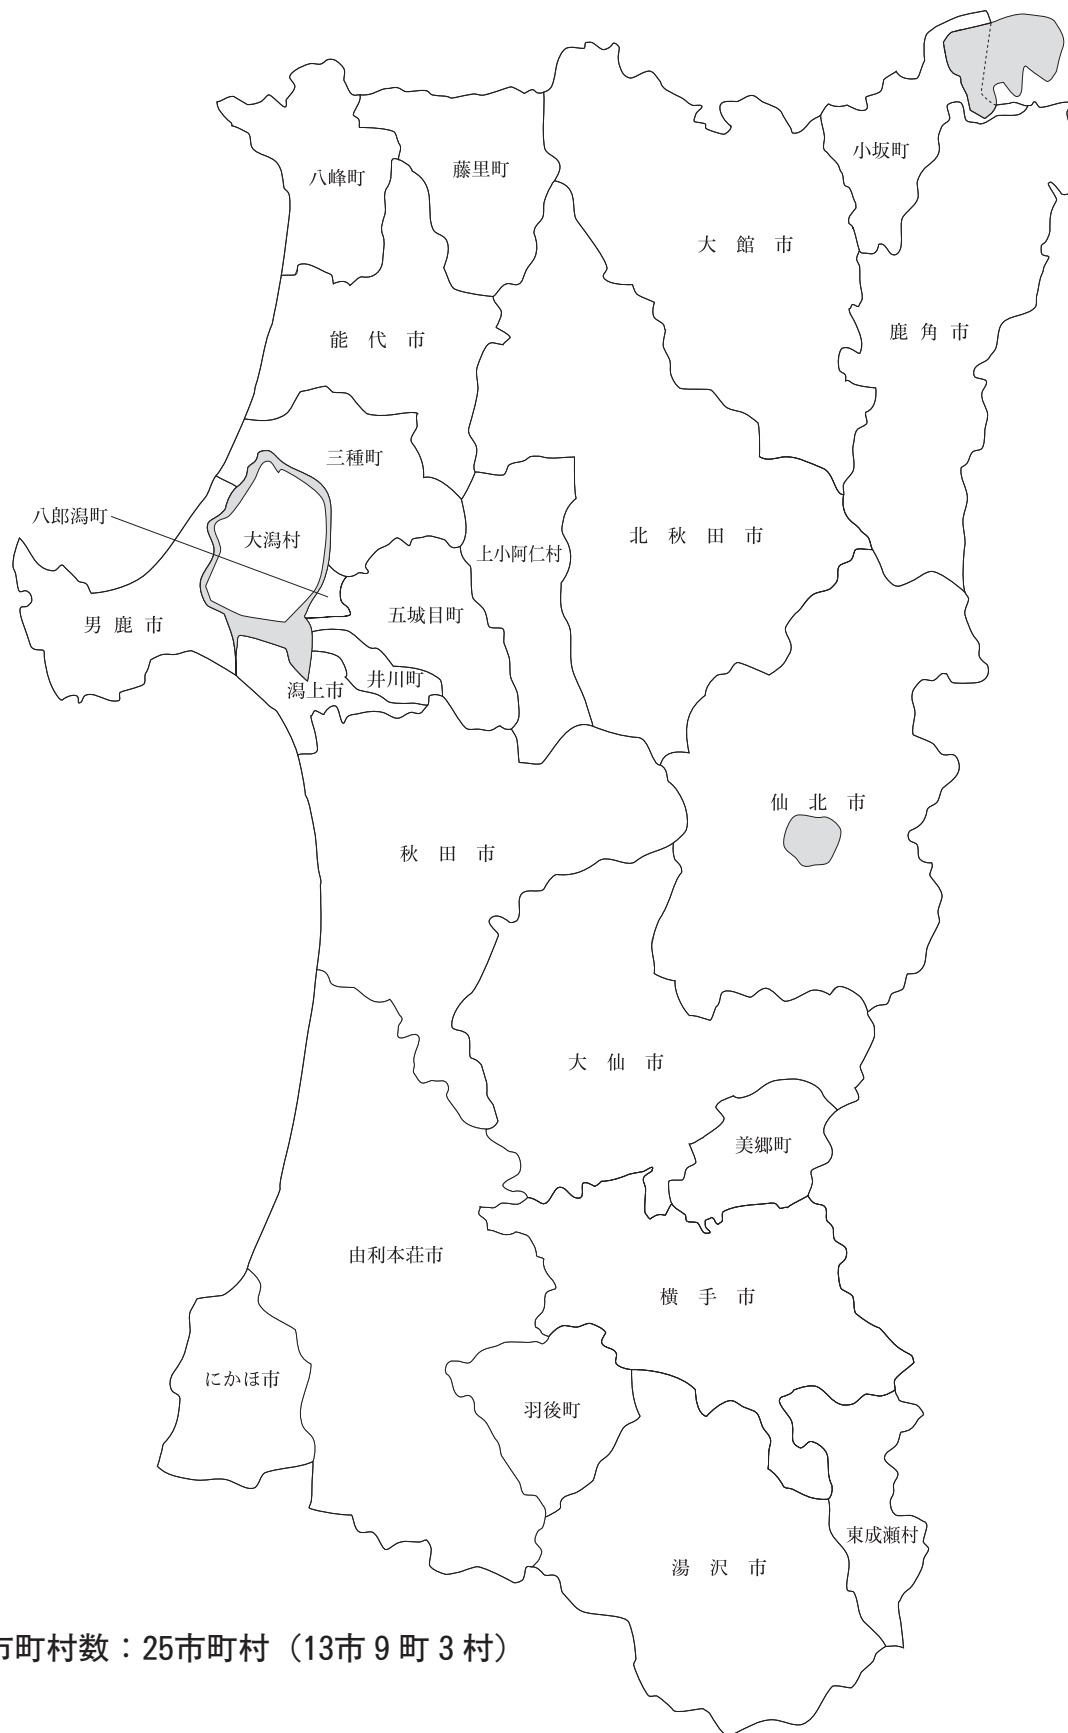 小坂町
藤里町
八峰町
大館市
鹿角市
能代市
三種町
八郎潟町
北秋田市
大潟村
上小阿仁村
五城目町
男鹿市
井川町
潟上市
仙北市
秋田市
大仙市
美郷町
由利本荘市
横手市
にかほ市
羽後町
東成瀬村
湯沢市
市町村数：25市町村（13市9町3村）